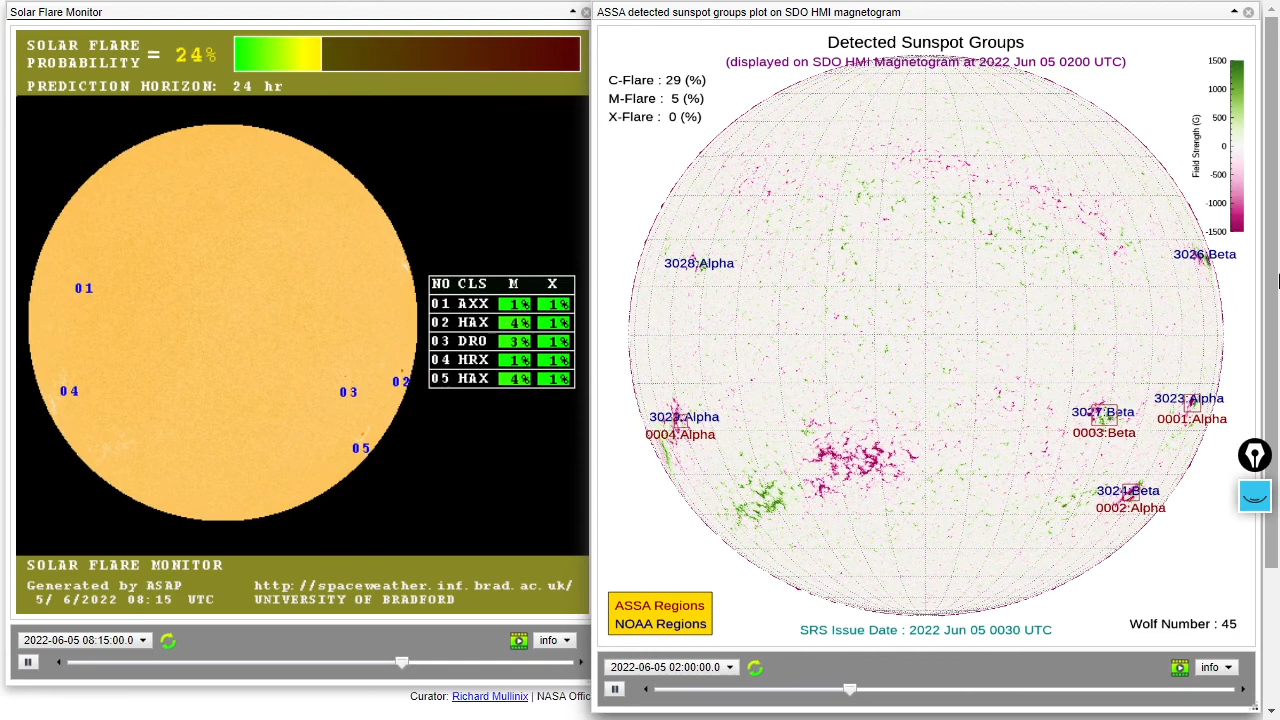 Solar Flare Monitor
SOLAR FLARE
PROBABILITY = 24%
PREDICTION HORIZON: 24 hr
01
04
02
03
05
NO CLS M X
01 AXX 1% 1%
02 HAX 4% 1%
03 DRO 3% 1%
04 HRX 1% 1%
05 HAX 4% 1%
SOLAR FLARE MONITOR
Generated by ASAP http://spaceweather.inf.brad.ac.uk/
5/ 6/2022 08:15 UTC UNIVERSITY OF BRADFORD
2022-06-05 08:15:00.0
info
Curator: Richard Mullinix | NASA Offic
ASSA detected sunspot groups plot on SDO HMI magnetogram
Detected Sunspot Groups
(displayed on SDO HMI Magnetogram at 2022 Jun 05 0200 UTC)
C-Flare : 29 (%)
M-Flare : 5 (%)
X-Flare : 0 (%)
1500
1000
500
0
-500
-1000
-1500
Field Strength (G)
3026:Beta
3028:Alpha
3023:Alpha
0001:Alpha
3027:Beta
0003:Beta
3029:Alpha
0004:Alpha
3024:Beta
0002:Alpha
ASSA Regions
NOAA Regions
SRS Issue Date : 2022 Jun 05 0030 UTC
Wolf Number : 45
2022-06-05 02:00:00.0
info